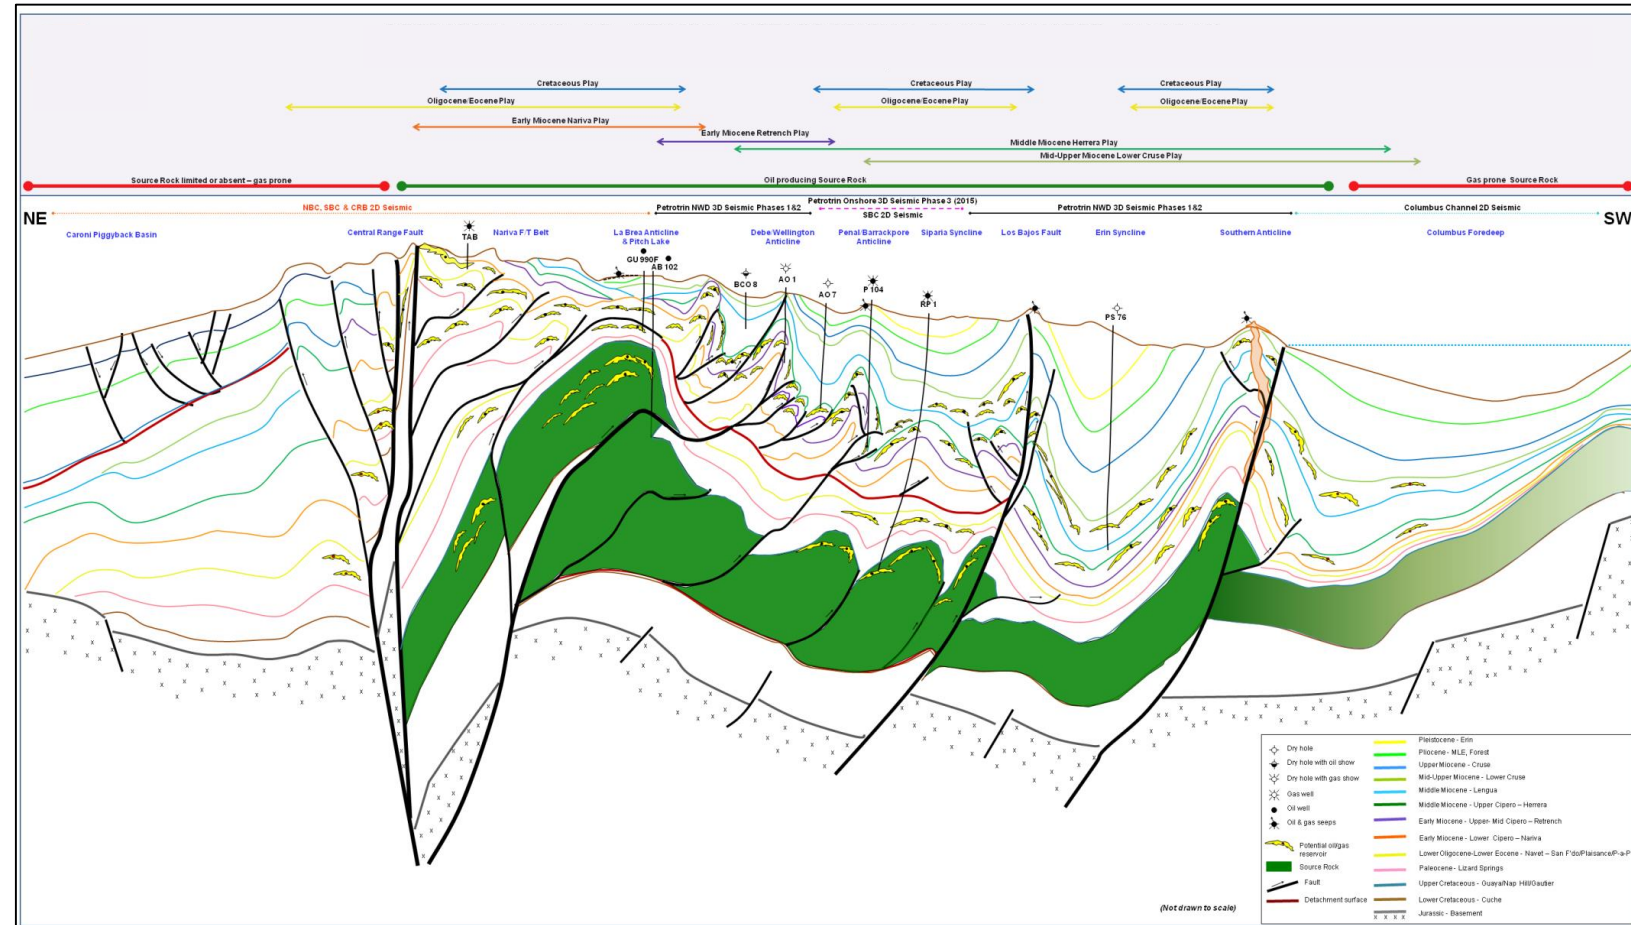 Cretaceous Play
Cretaceous Play
Cretaceous Play
Oligocene/Eocene Play
Oligocene/Eocene Play
Oligocene/Eocene Play
Early Miocene Nariva Play
Early Miocene Retrench Play
Middle Miocene Herrera Play
Mid-Upper Miocene Lower Cruse Play
Source Rock limited or absent – gas prone
Oil producing Source Rock
Gas prone Source Rock
NE
NBC, SBC & CRB 2D Seismic
Petrotrin NWD 3D Seismic Phases 1&2
Petrotrin Onshore 3D Seismic Phase 3 (2015)
SBC 2D Seismic
Petrotrin NWD 3D Seismic Phases 1&2
Columbus Channel 2D Seismic
SW
Caroni Piggyback Basin
Central Range Fault
Nariva F/T Belt
La Brea Anticline
& Pitch Lake
Debe/Wellington
Anticline
Penal/Barrackpore
Anticline
Siparia Syncline
Los Bajos Fault
Erin Syncline
Southern Anticline
Columbus Foredeep
TAB
GU 990F
AB 102
BCO 8
AO 1
AO 7
P 104
RP 1
PS 76
Dry hole
Dry hole with oil show
Dry hole with gas show
Gas well
Oil well
Oil & gas seeps
Potential oil/gas
reservoir
Source Rock
Fault
Detachment surface
Pleistocene - Erin
Pliocene - MLE, Forest
Upper Miocene - Cruse
Mid-Upper Miocene - Lower Cruse
Middle Miocene - Lengua
Middle Miocene - Upper Cipero – Herrera
Early Miocene - Upper- Mid Cipero – Retrench
Early Miocene - Lower Cipero – Nariva
Lower Oligocene-Lower Eocene - Navet – San F'do/Plaisance/P-a-P
Paleocene - Lizard Springs
Upper Cretaceous - Guaya/Nap Hill/Gautier
Lower Cretaceous - Cuche
Jurassic - Basement
(Not drawn to scale)